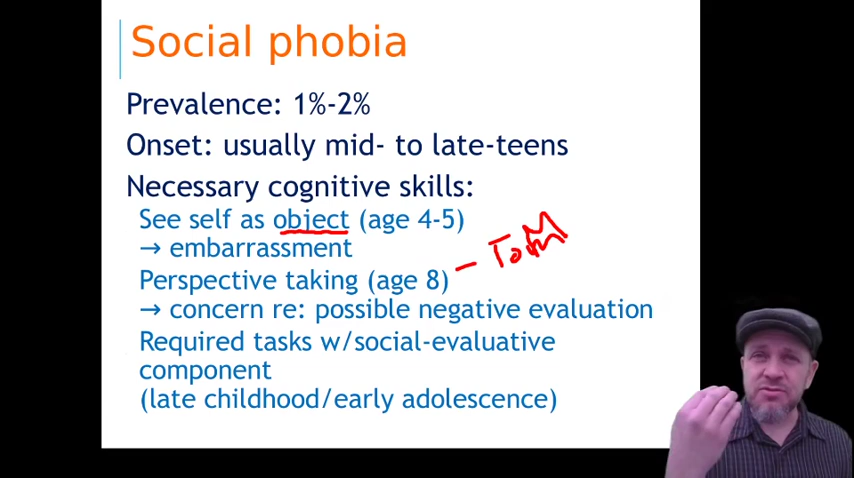 Social phobia
Prevalence: 1%-2%
Onset: usually mid- to late-teens
Necessary cognitive skills:
See self as object (age 4-5)
→ embarrassment
Perspective taking (age 8) - ToM
→ concern re: possible negative evaluation
Required tasks w/social-evaluative
component
(late childhood/early adolescence)